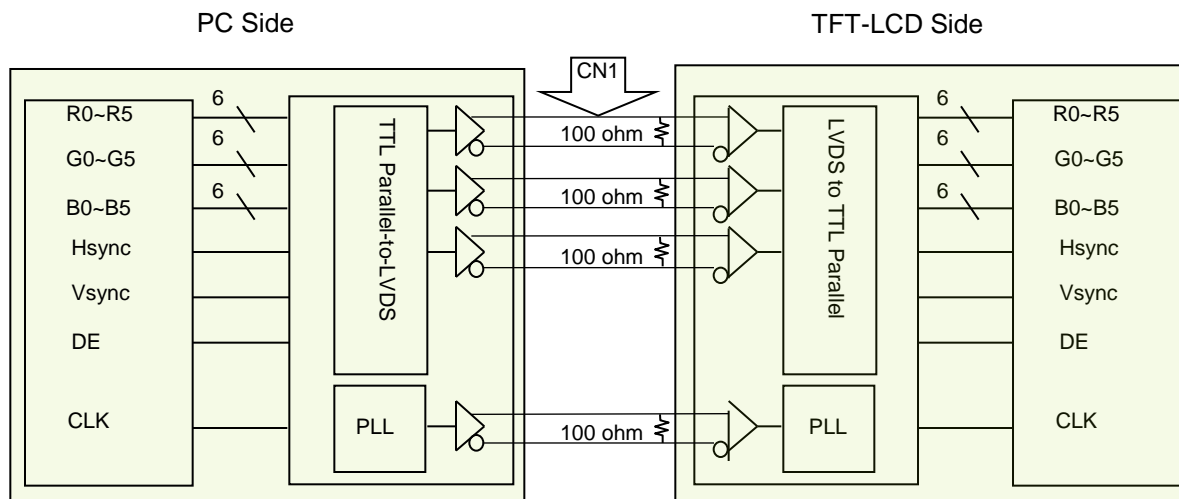 PC Side
TFT-LCD Side
CN1
R0~R5
6
G0~G5
6
B0~B5
6
Hsync
Vsync
DE
CLK
TTL Parallel-to-LVDS
PLL
100 ohm
100 ohm
100 ohm
100 ohm
LVDS to TTL Parallel
PLL
6
R0~R5
6
G0~G5
6
B0~B5
Hsync
Vsync
DE
CLK